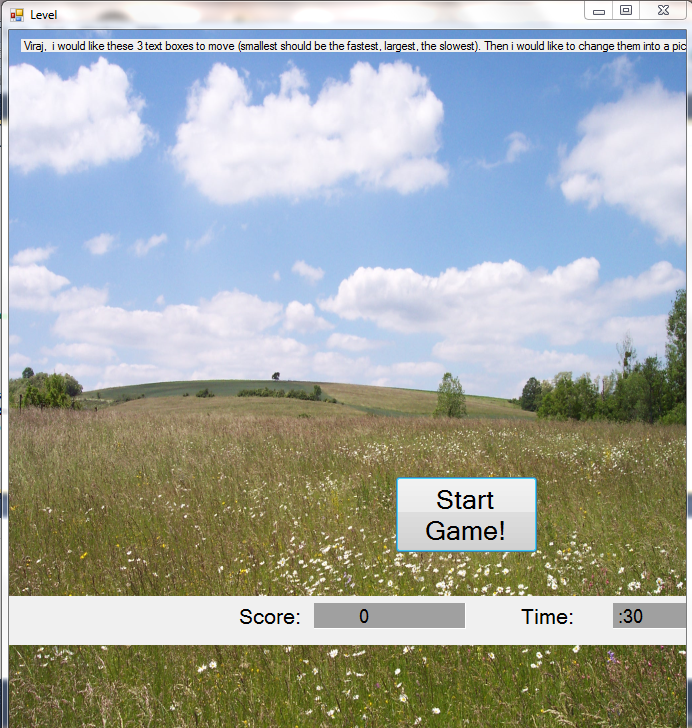 Level
Viraj,  i would like these 3 text boxes to move (smallest should be the fastest, largest, the slowest). Then i would like to change them into a pic
Start
Game!
Score: 0 Time: :30